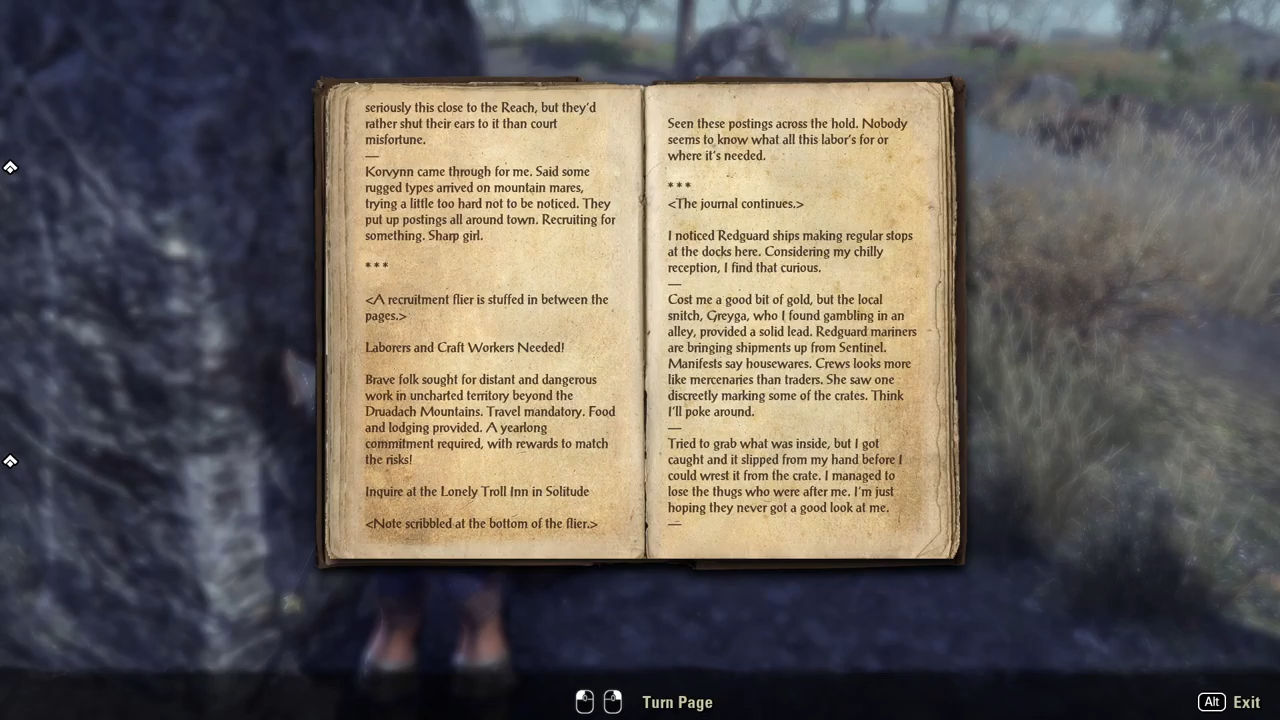 seriously this close to the Reach, but they'd
rather shut their ears to it than court
misfortune.
—
Korvynn came through for me. Said some
rugged types arrived on mountain mares,
trying a little too hard not to be noticed. They
put up postings all around town. Recruiting for
something. Sharp girl.
* * *
<A recruitment flier is stuffed in between the
pages.>
Laborers and Craft Workers Needed!
Brave folk sought for distant and dangerous
work in uncharted territory beyond the
Druadach Mountains. Travel mandatory. Food
and lodging provided. A yearlong
commitment required, with rewards to match
the risks!
Inquire at the Lonely Troll Inn in Solitude
<Note scribbled at the bottom of the flier.>
Seen these postings across the hold. Nobody
seems to know what all this labor's for or
where it's needed.
* * *
<The journal continues.>
I noticed Redguard ships making regular stops
at the docks here. Considering my chilly
reception, I find that curious.
—
Cost me a good bit of gold, but the local
snitch, Greyga, who I found gambling in an
alley, provided a solid lead. Redguard mariners
are bringing shipments up from Sentinel.
Manifests say housewares. Crews looks more
like mercenaries than traders. She saw one
discreetly marking some of the crates. Think
I'll poke around.
—
Tried to grab what was inside, but I got
caught and it slipped from my hand before I
could wrest it from the crate. I managed to
lose the thugs who were after me. I'm just
hoping they never got a good look at me.
—
Turn Page
Alt Exit